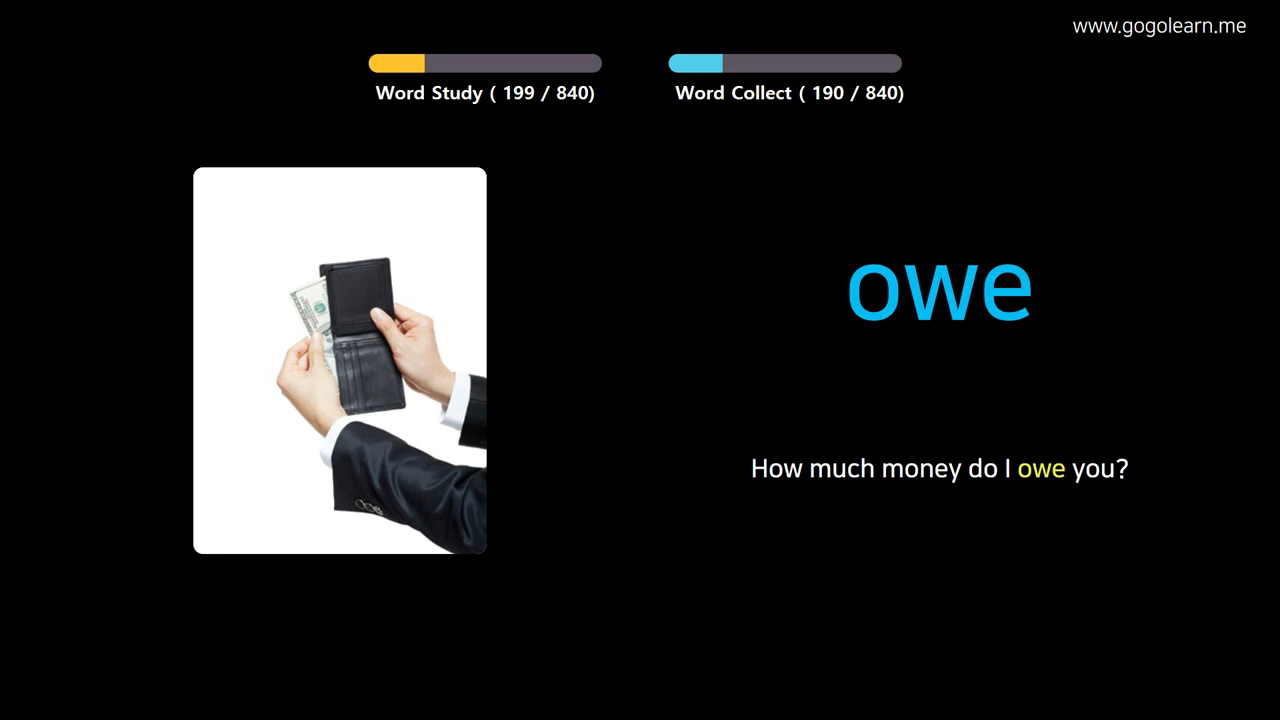 www.gogolearn.me
Word Study ( 199 / 840)
Word Collect ( 190 / 840)
owe
How much money do I owe you?